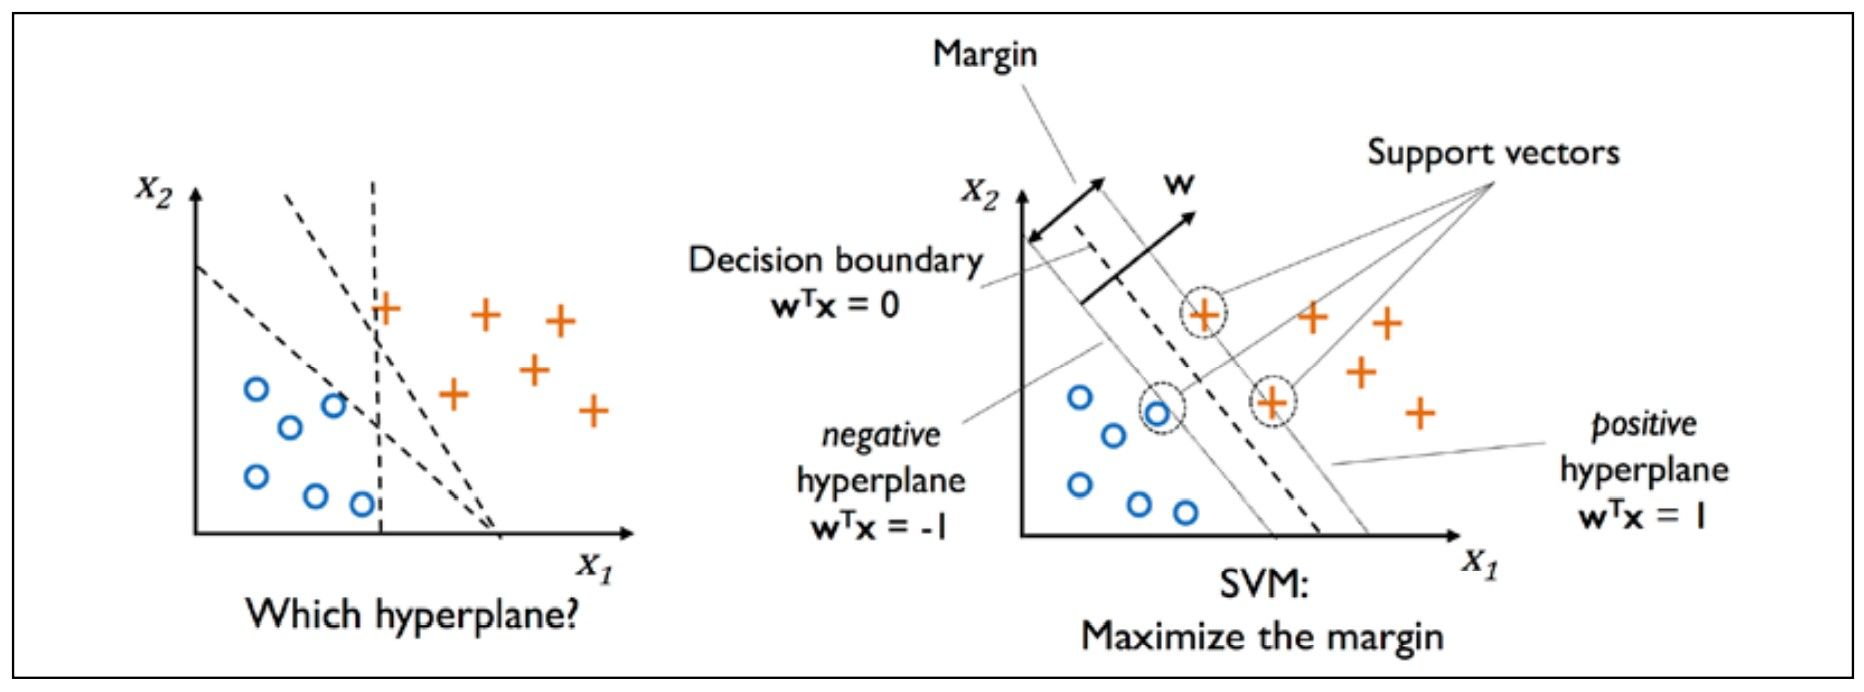 x₂
x₁
Which hyperplane?
Margin
Support vectors
x₂
w
Decision boundary
wᵀx = 0
negative
hyperplane
wᵀx = -1
positive
hyperplane
wᵀx = 1
x₁
SVM:
Maximize the margin